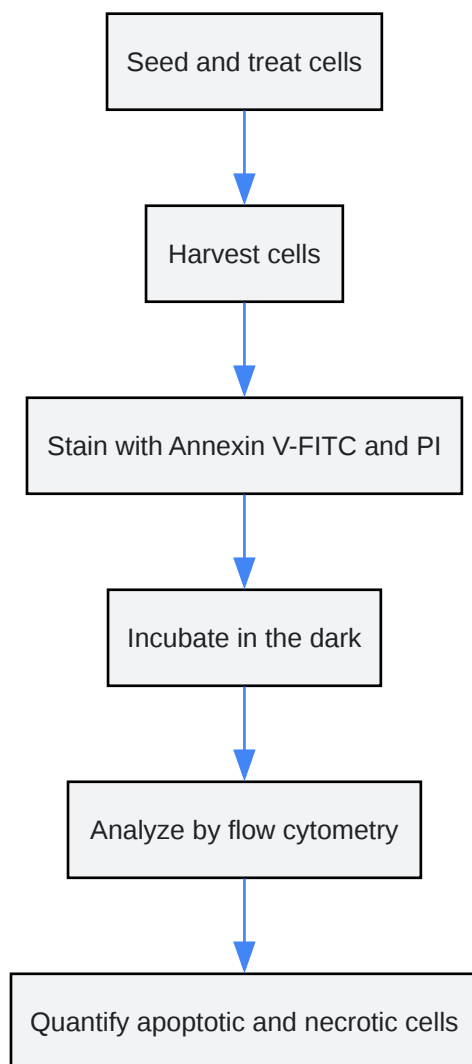 Seed and treat cells
Harvest cells
Stain with Annexin V-FITC and PI
Incubate in the dark
Analyze by flow cytometry
Quantify apoptotic and necrotic cells